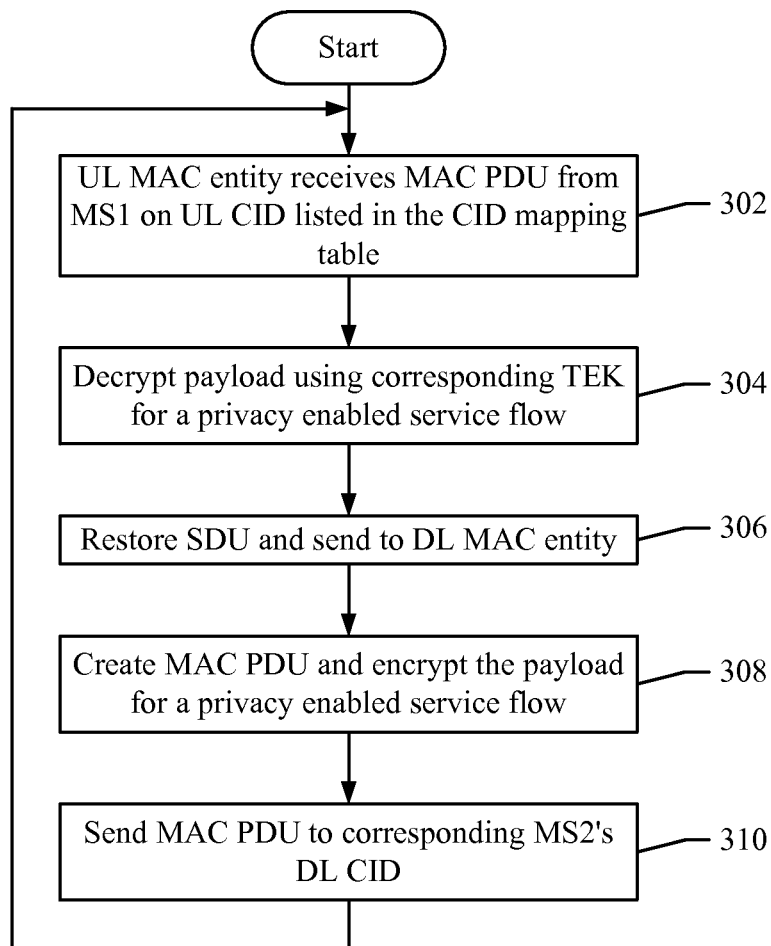 Start
UL MAC entity receives MAC PDU from
MS1 on UL CID listed in the CID mapping
table
302
Decrypt payload using corresponding TEK
for a privacy enabled service flow
304
Restore SDU and send to DL MAC entity
306
Create MAC PDU and encrypt the payload
for a privacy enabled service flow
308
Send MAC PDU to corresponding MS2's
DL CID
310